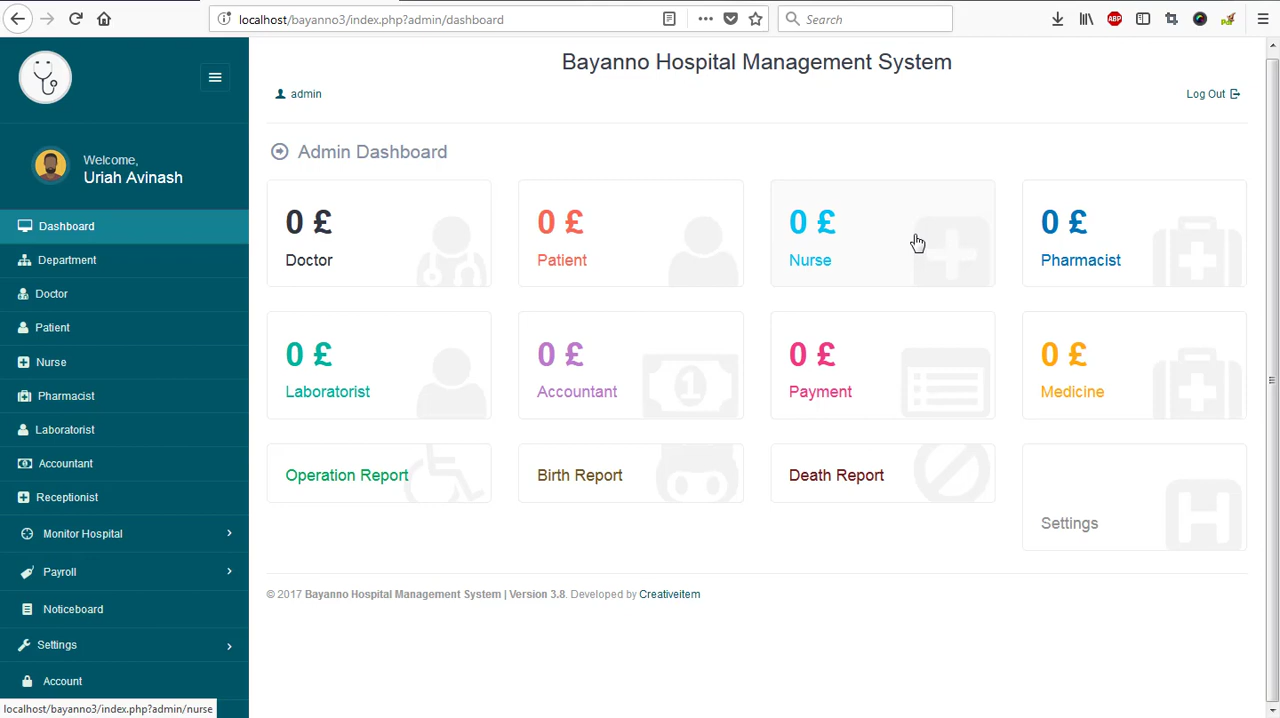 localhost/bayanno3/index.php?admin/dashboard
Search
ABP
Bayanno Hospital Management System
admin
Log Out
Welcome,
Uriah Avinash
Dashboard
Department
Doctor
Patient
Nurse
Pharmacist
Laboratorist
Accountant
Receptionist
Monitor Hospital
Payroll
Noticeboard
Settings
Account
Admin Dashboard
0 £
Doctor
0 £
Patient
0 £
Nurse
0 £
Pharmacist
0 £
Laboratorist
0 £
Accountant
0 £
Payment
0 £
Medicine
Operation Report
Birth Report
Death Report
Settings
© 2017 Bayanno Hospital Management System | Version 3.8. Developed by Creativeitem
localhost/bayanno3/index.php?admin/nurse